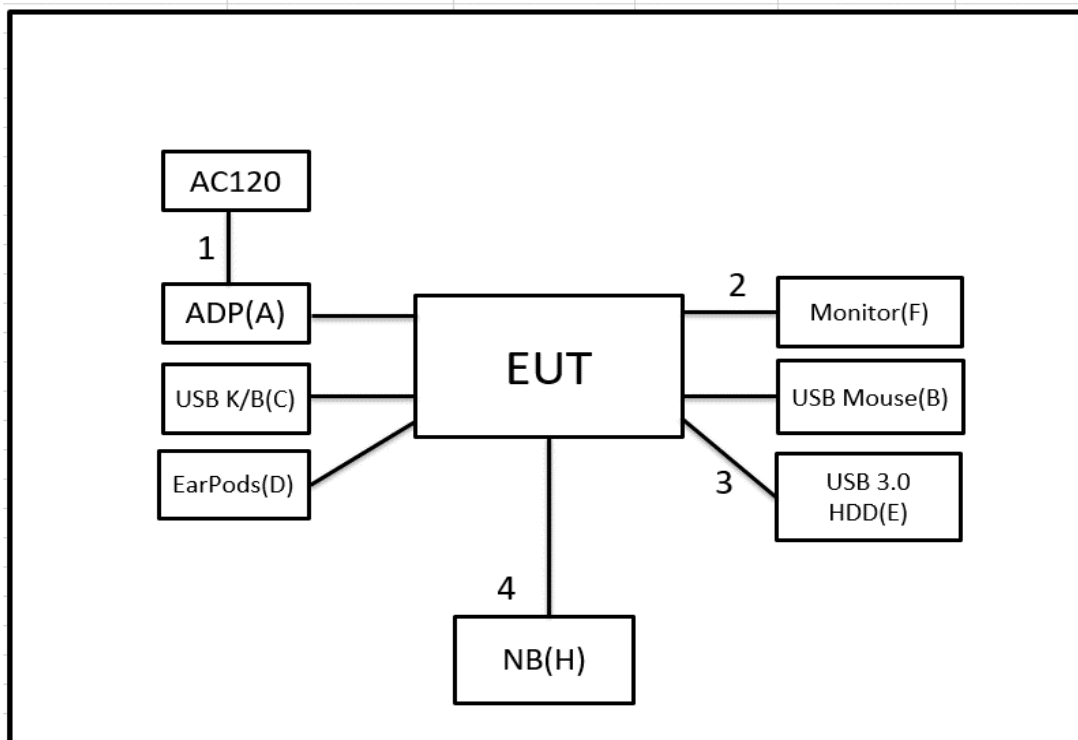 AC120
1
ADP(A)
USB K/B(C)
EarPods(D)
EUT
2
Monitor(F)
USB Mouse(B)
3
USB 3.0
HDD(E)
4
NB(H)